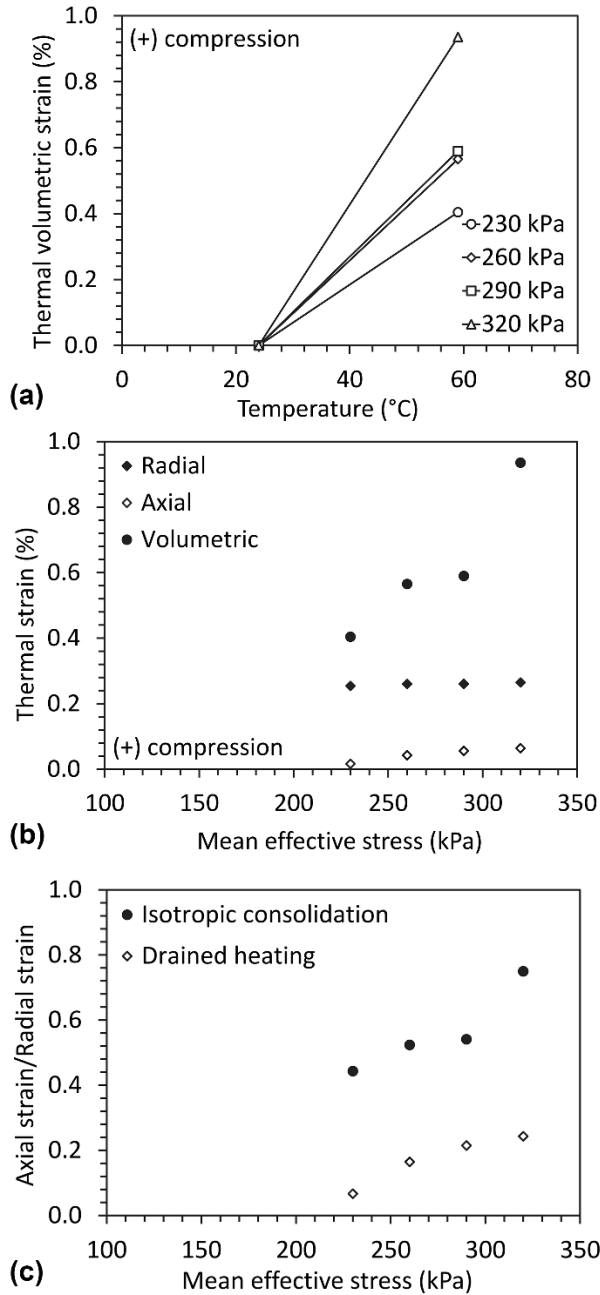 Thermal volumetric strain (%)
1.0
0.8
0.6
0.4
0.2
0.0
(+) compression
230 kPa
260 kPa
290 kPa
320 kPa
0
20
40
60
80
Temperature (°C)
(a)
Thermal strain (%)
1.0
0.8
0.6
0.4
0.2
0.0
Radial
Axial
Volumetric
(+) compression
100
150
200
250
300
350
Mean effective stress (kPa)
(b)
Axial strain/Radial strain
1.0
0.8
0.6
0.4
0.2
0.0
Isotropic consolidation
Drained heating
100
150
200
250
300
350
Mean effective stress (kPa)
(c)